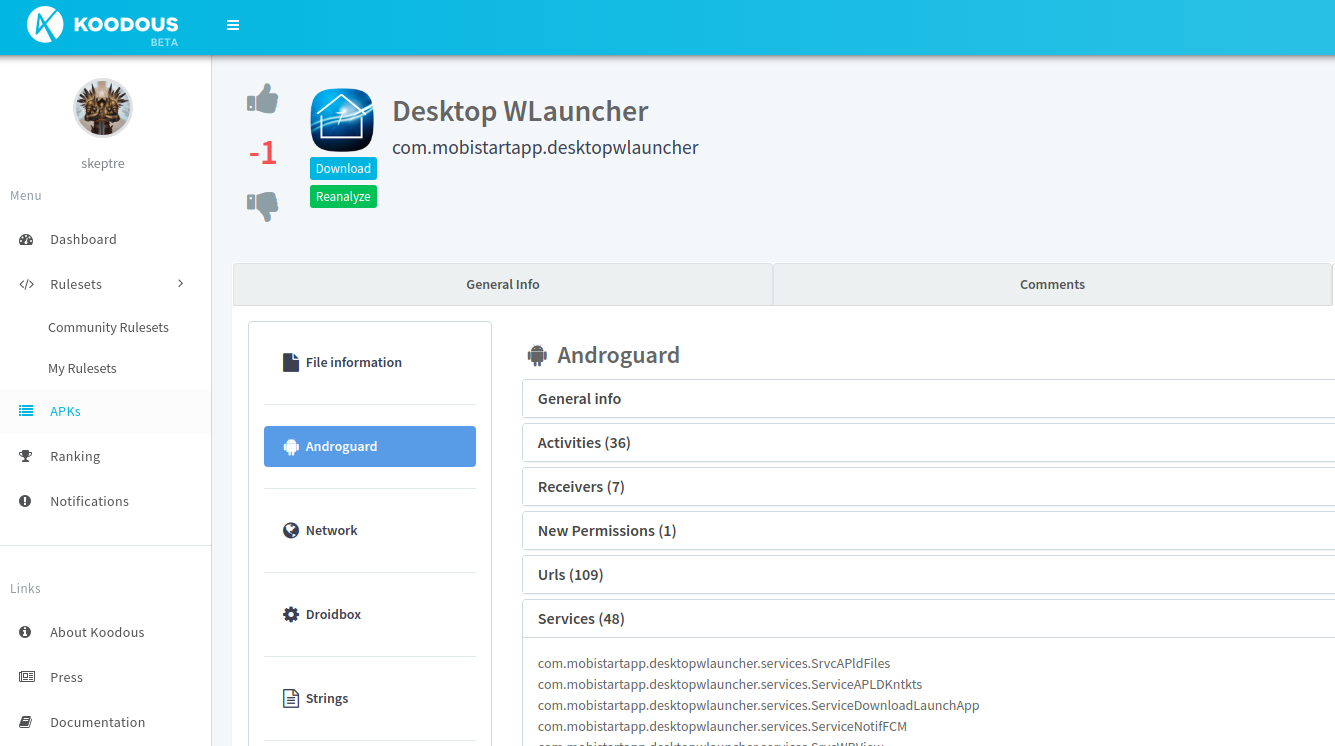 KOODOUS
BETA
skeptre
Menu
Dashboard
Rulesets
Community Rulesets
My Rulesets
APKs
Ranking
Notifications
Links
About Koodous
Press
Documentation
-1
Download
Reanalyze
Desktop WLauncher
com.mobistartapp.desktopwlauncher
General Info
Comments
File information
Androguard
Network
Droidbox
Strings
Androguard
General info
Activities (36)
Receivers (7)
New Permissions (1)
Urls (109)
Services (48)
com.mobistartapp.desktopwlauncher.services.SrvcAPldFiles
com.mobistartapp.desktopwlauncher.services.ServiceAPLDKntkts
com.mobistartapp.desktopwlauncher.services.ServiceDownloadLaunchApp
com.mobistartapp.desktopwlauncher.services.ServiceNotifFCM